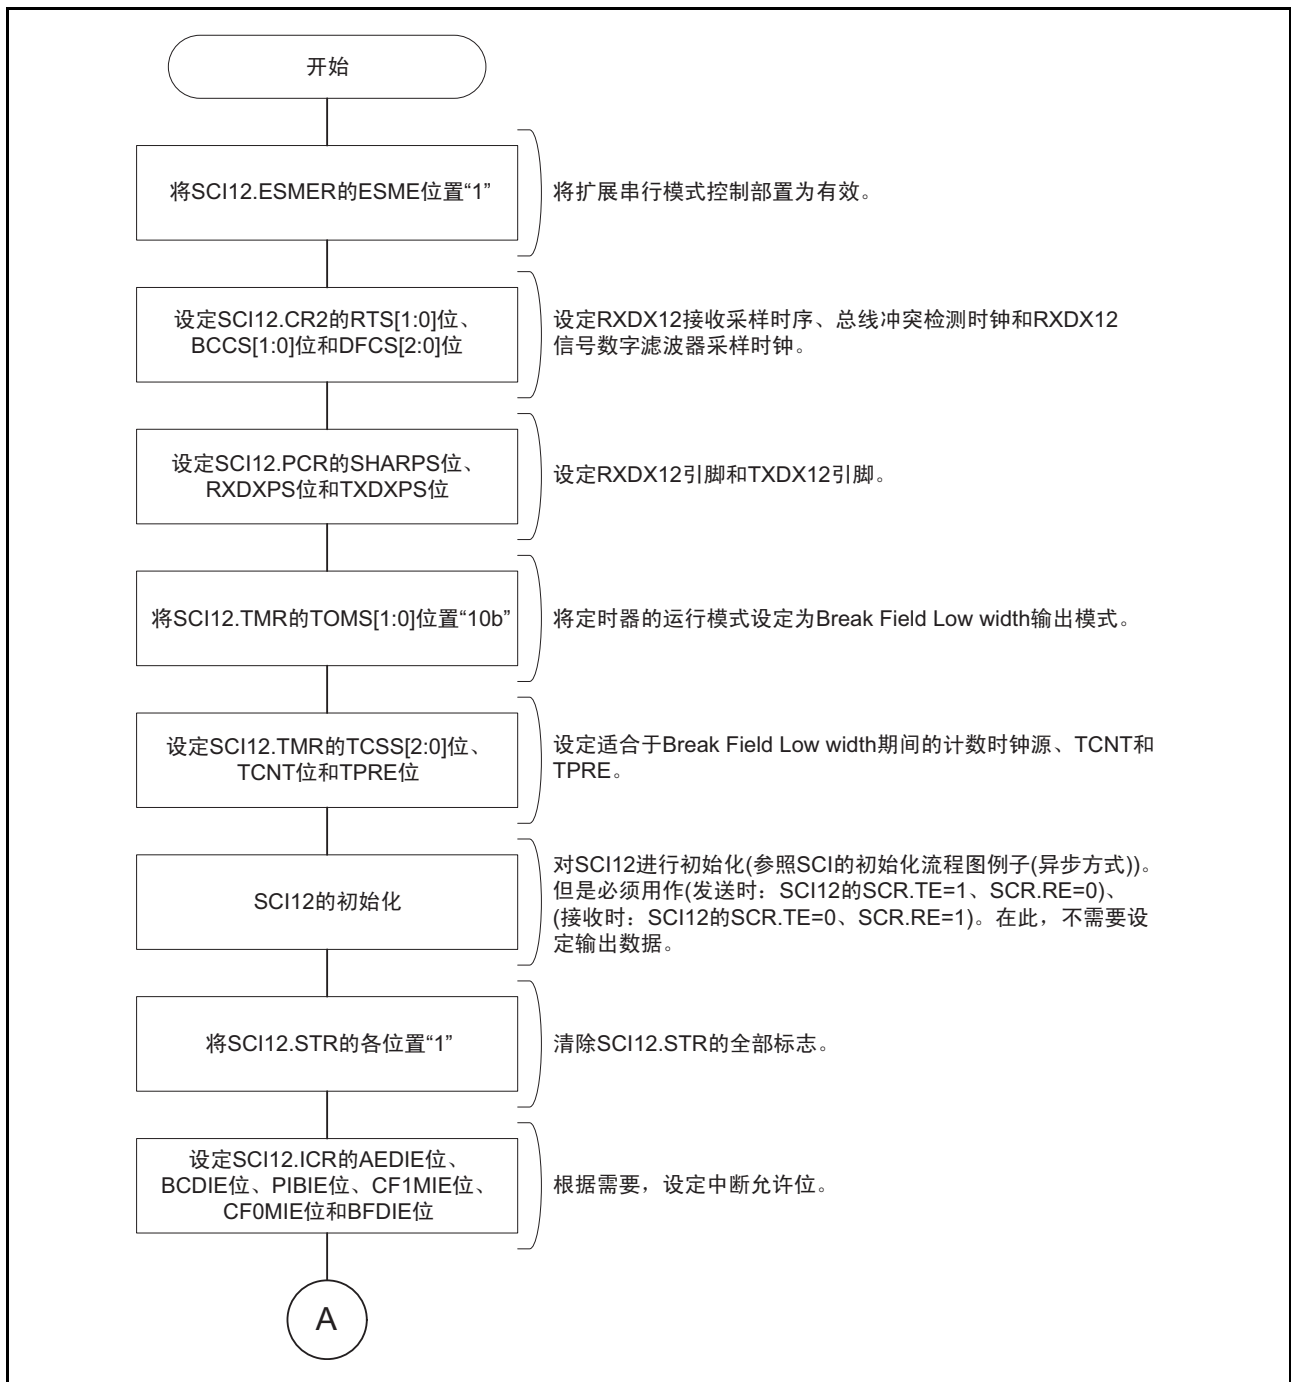 开始
将SCI12.ESMER的ESME位置“1”
将扩展串行模式控制部置为有效。
设定SCI12.CR2的RTS[1:0]位、
BCCS[1:0]位和DFCS[2:0]位
设定RXDX12接收采样时序、总线冲突检测时钟和RXDX12
信号数字滤波器采样时钟。
设定SCI12.PCR的SHARPS位、
RXDXPS位和TXDXPS位
设定RXDX12引脚和TXDX12引脚。
将SCI12.TMR的TOMS[1:0]位置“10b”
将定时器的运行模式设定为Break Field Low width输出模式。
设定SCI12.TMR的TCSS[2:0]位、
TCNT位和TPRE位
设定适合于Break Field Low width期间的计数时钟源、TCNT和
TPRE。
SCI12的初始化
对SCI12进行初始化(参照SCI的初始化流程图例子(异步方式))。
但是必须用作(发送时：SCI12的SCR.TE=1、SCR.RE=0)、
(接收时：SCI12的SCR.TE=0、SCR.RE=1)。在此，不需要设
定输出数据。
将SCI12.STR的各位置“1”
清除SCI12.STR的全部标志。
设定SCI12.ICR的AEDIE位、
BCDIE位、PIBIE位、CF1MIE位、
CF0MIE位和BFDIE位
根据需要，设定中断允许位。
A